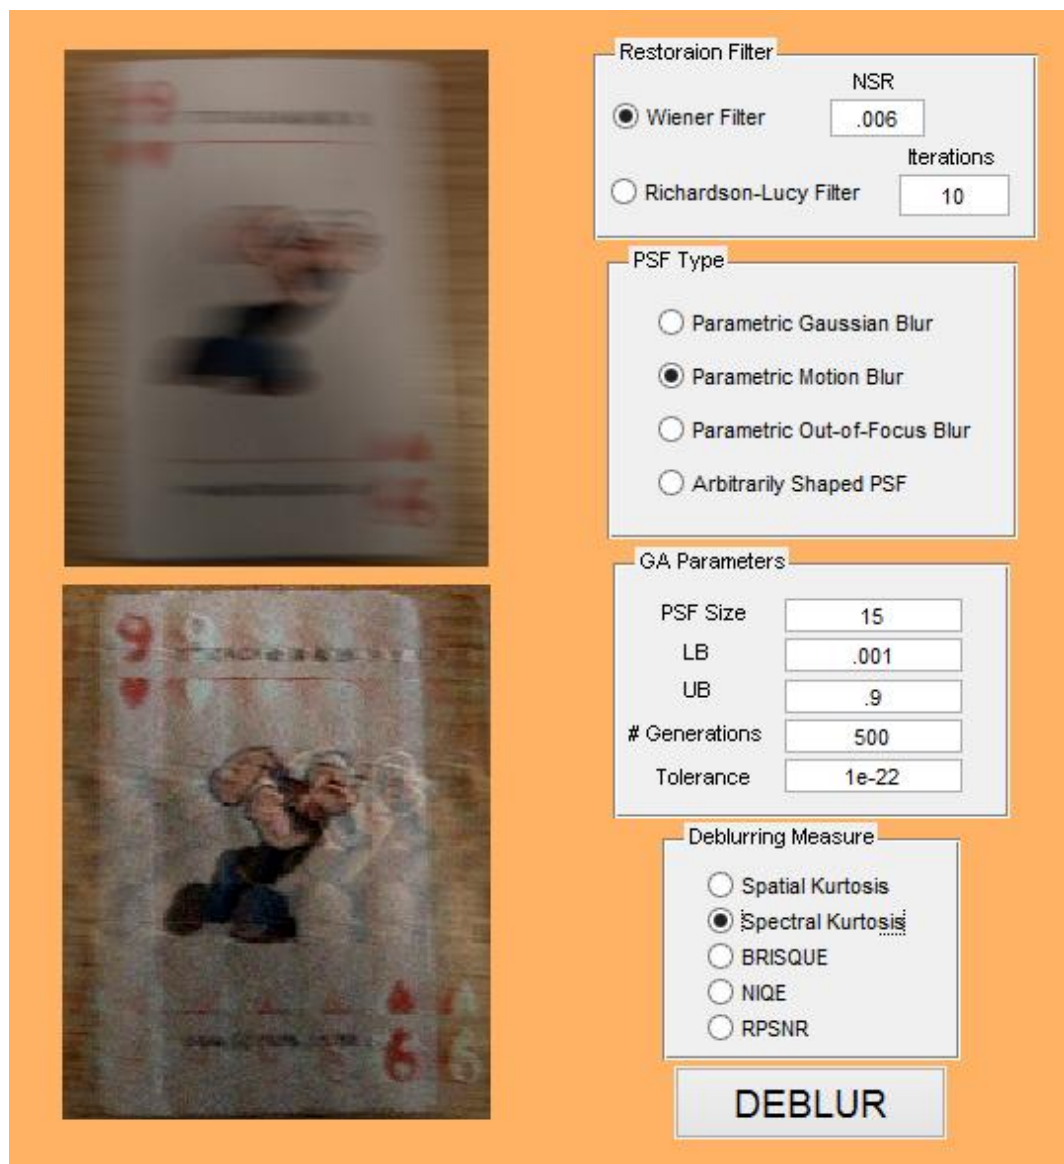 Restoraion Filter
NSR
Wiener Filter
.006
Iterations
Richardson-Lucy Filter
10
PSF Type
Parametric Gaussian Blur
Parametric Motion Blur
Parametric Out-of-Focus Blur
Arbitrarily Shaped PSF
9
9
GA Parameters
PSF Size 15
LB .001
UB .9
# Generations 500
Tolerance 1e-22
Deblurring Measure
Spatial Kurtosis
Spectral Kurtosis
BRISQUE
NIQE
RPSNR
DEBLUR